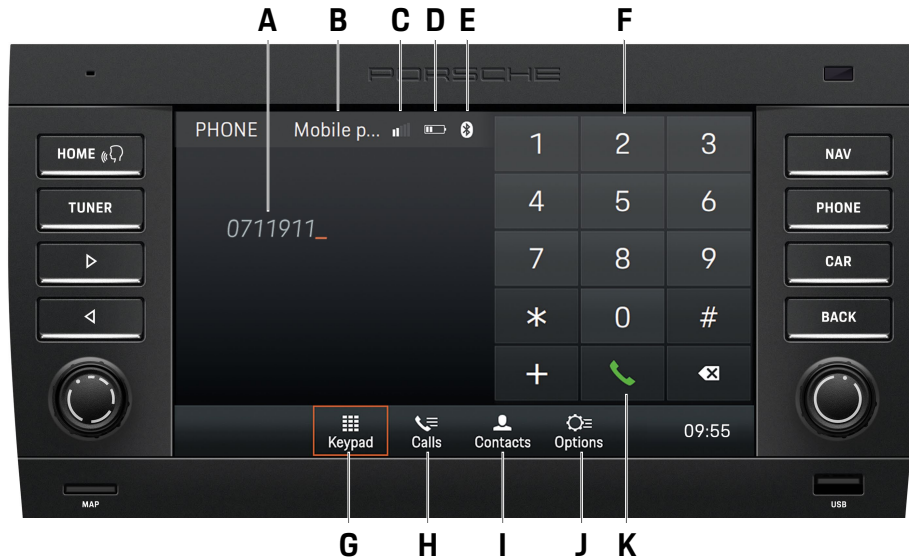 A B C D E F
PORSCHE
PHONE Mobile p...
0711911_
1 2 3
4 5 6
7 8 9
* 0 #
+
HOME
TUNER
NAV
PHONE
CAR
BACK
Keypad Calls Contacts Options 09:55
MAP
USB
G H I J K